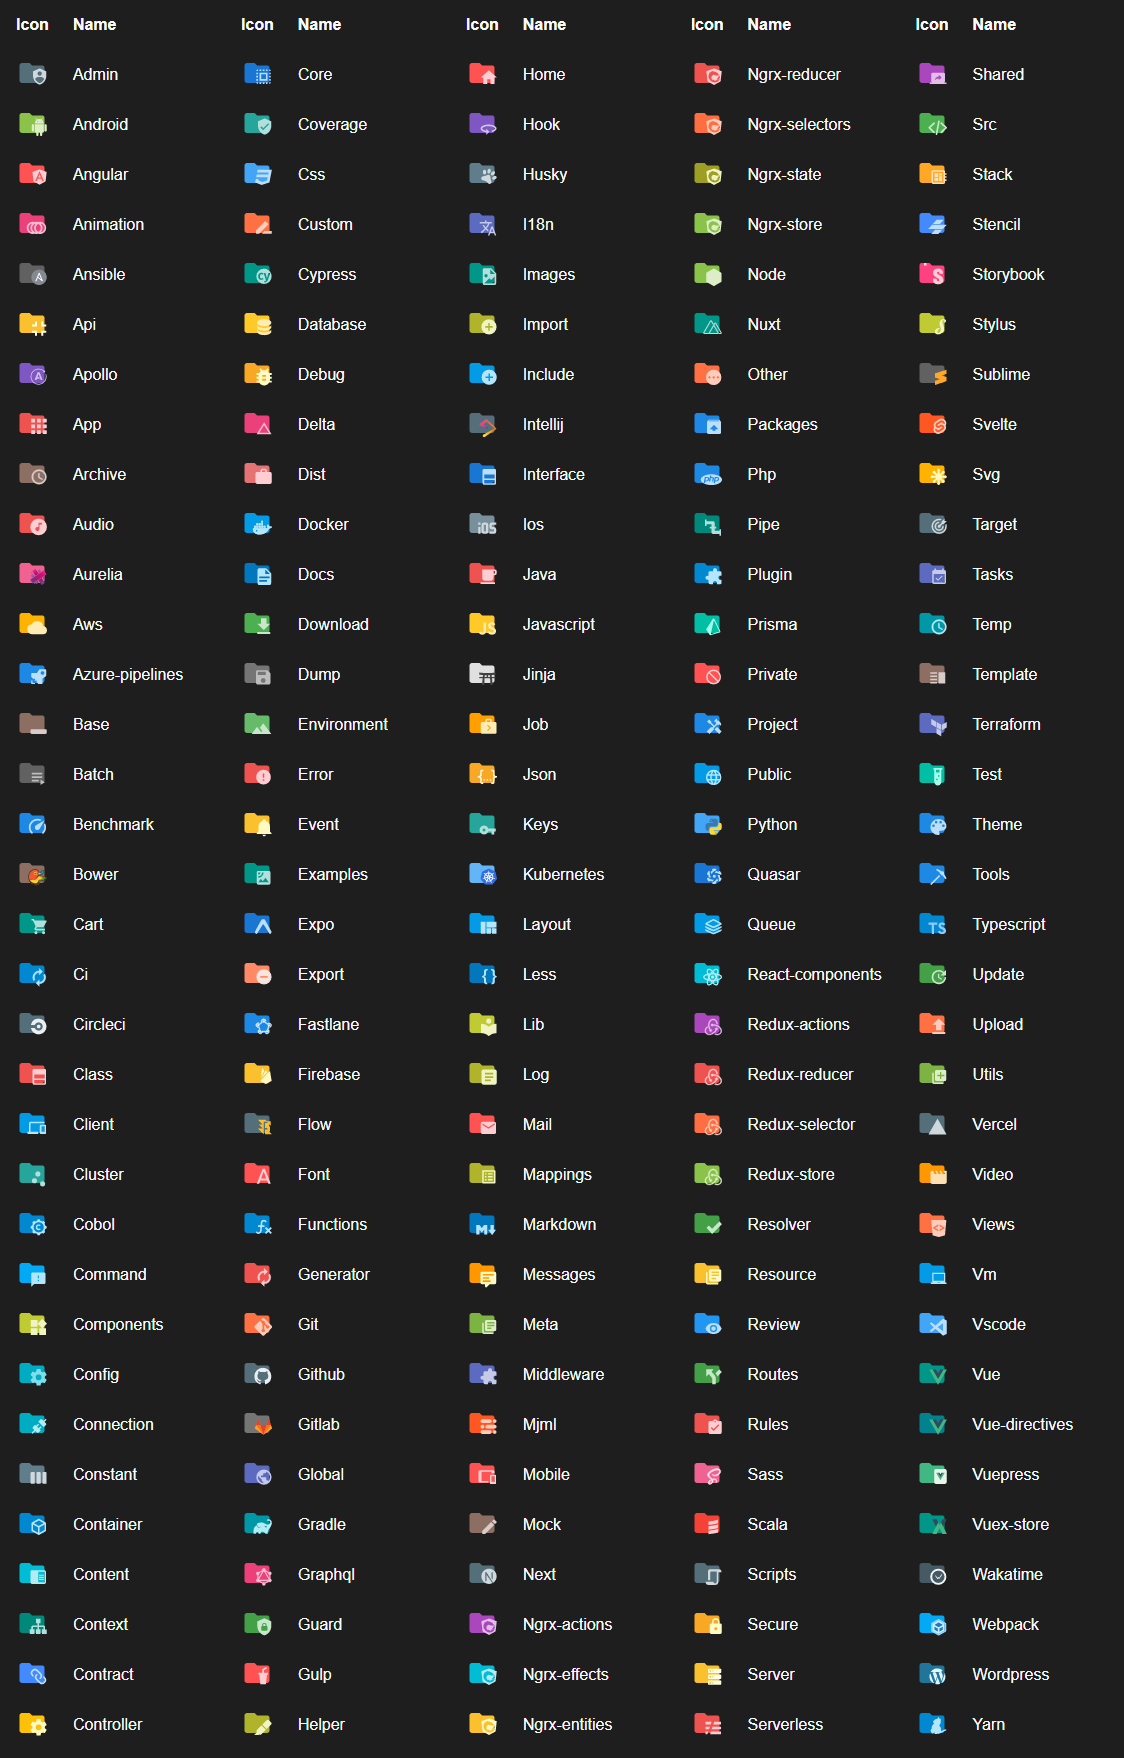 Icon Name Icon Name Icon Name Icon Name Icon Name
Admin Core Home Ngrx-reducer Shared
Android Coverage Hook Ngrx-selectors Src
Angular Css Husky Ngrx-state Stack
Animation Custom I18n Ngrx-store Stencil
Ansible Cypress Images Node Storybook
Api Database Import Nuxt Stylus
Apollo Debug Include Other Sublime
App Delta Intellij Packages Svelte
Archive Dist Interface Php Svg
Audio Docker Ios Pipe Target
Aurelia Docs Java Plugin Tasks
Aws Download Javascript Prisma Temp
Azure-pipelines Dump Jinja Private Template
Base Environment Job Project Terraform
Batch Error Json Public Test
Benchmark Event Keys Python Theme
Bower Examples Kubernetes Quasar Tools
Cart Expo Layout Queue Typescript
Ci Export Less React-components Update
Circleci Fastlane Lib Redux-actions Upload
Class Firebase Log Redux-reducer Utils
Client Flow Mail Redux-selector Vercel
Cluster Font Mappings Redux-store Video
Cobol Functions Markdown Resolver Views
Command Generator Messages Resource Vm
Components Git Meta Review Vscode
Config Github Middleware Routes Vue
Connection Gitlab Mjml Rules Vue-directives
Constant Global Mobile Sass Vuepress
Container Gradle Mock Scala Vuex-store
Content Graphql Next Scripts Wakatime
Context Guard Ngrx-actions Secure Webpack
Contract Gulp Ngrx-effects Server Wordpress
Controller Helper Ngrx-entities Serverless Yarn